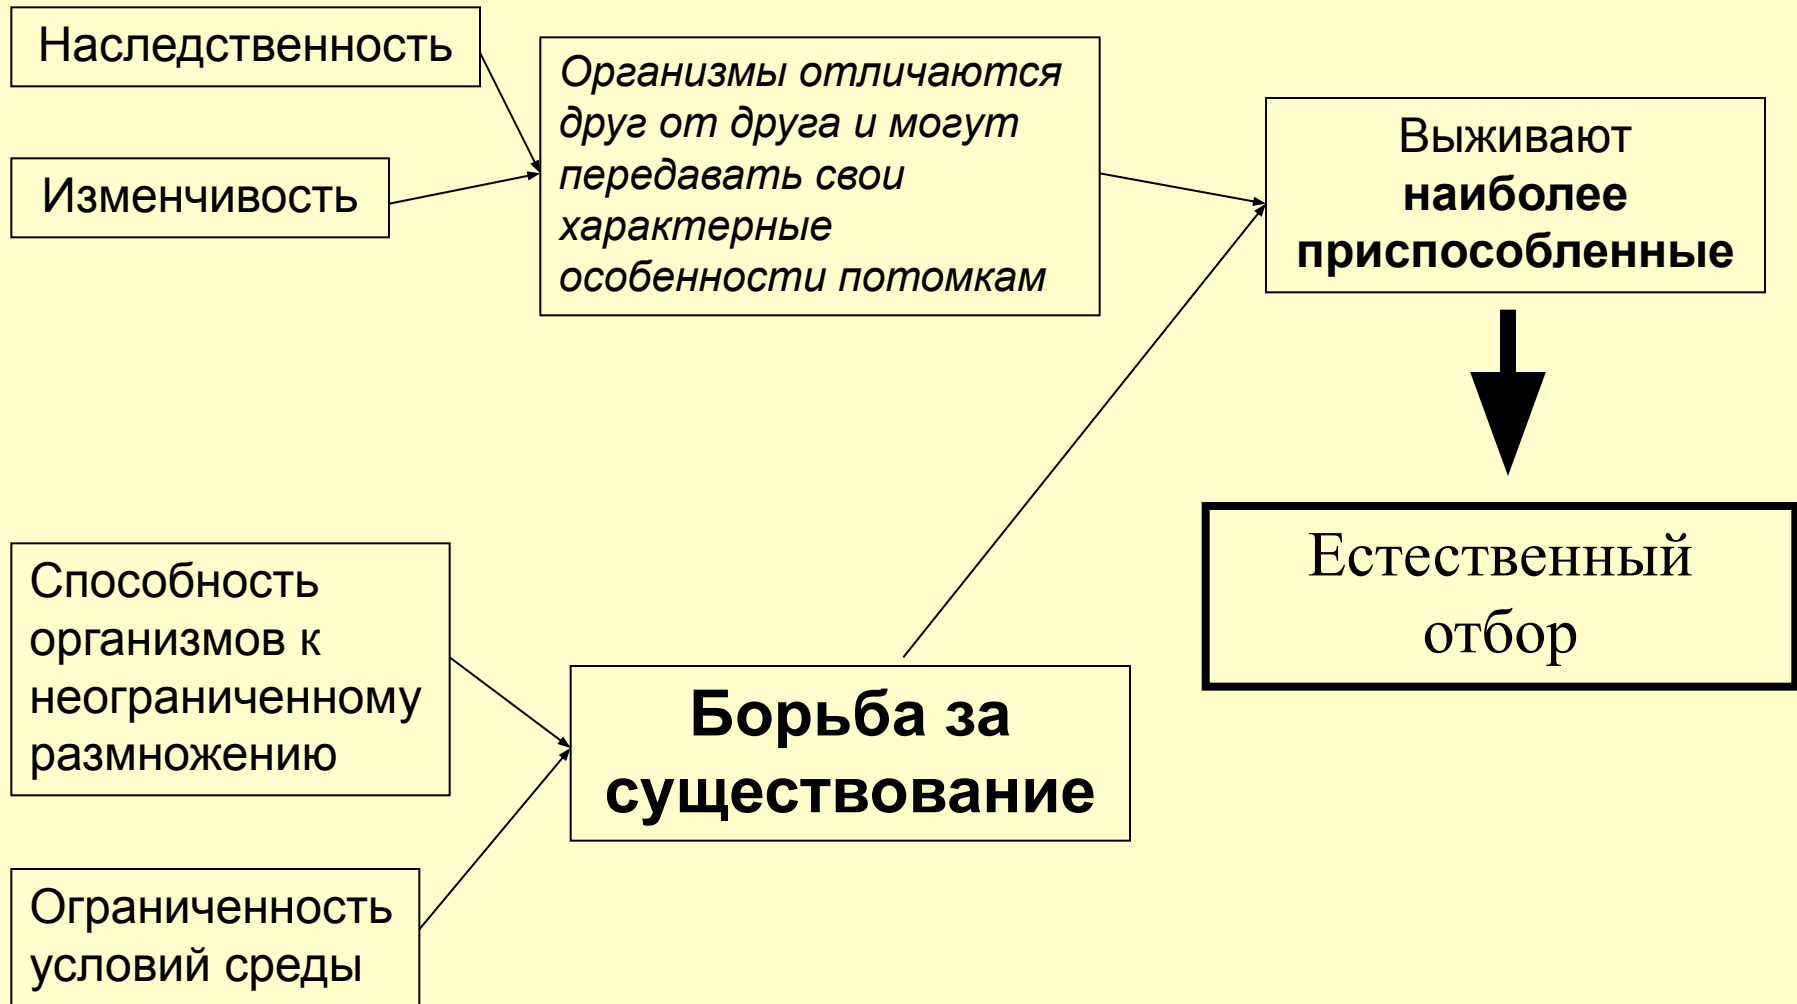 Наследственность
Изменчивость
Организмы отличаются
друг от друга и могут
передавать свои
характерные
особенности потомкам
Выживают
наиболее
приспособленные
Естественный
отбор
Способность
организмов к
неограниченному
размножению
Борьба за
существование
Ограниченность
условий среды